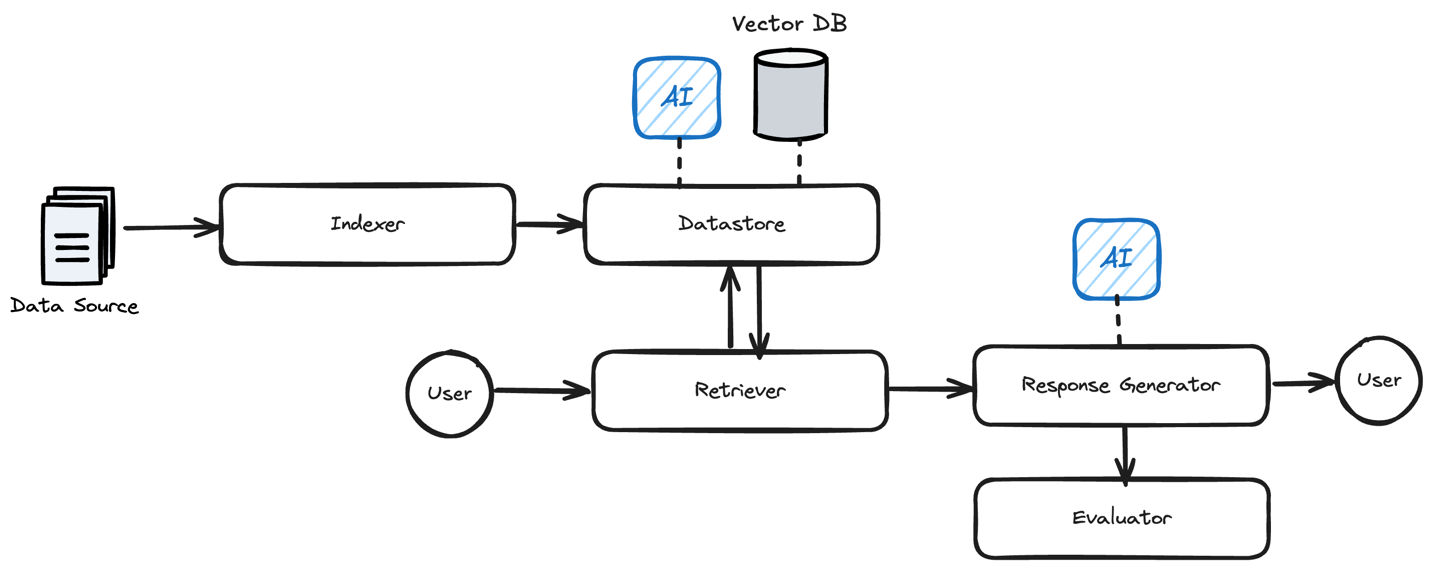 Vector DB
AI
Indexer
Datastore
Data Source
AI
User
Retriever
Response Generator
User
Evaluator